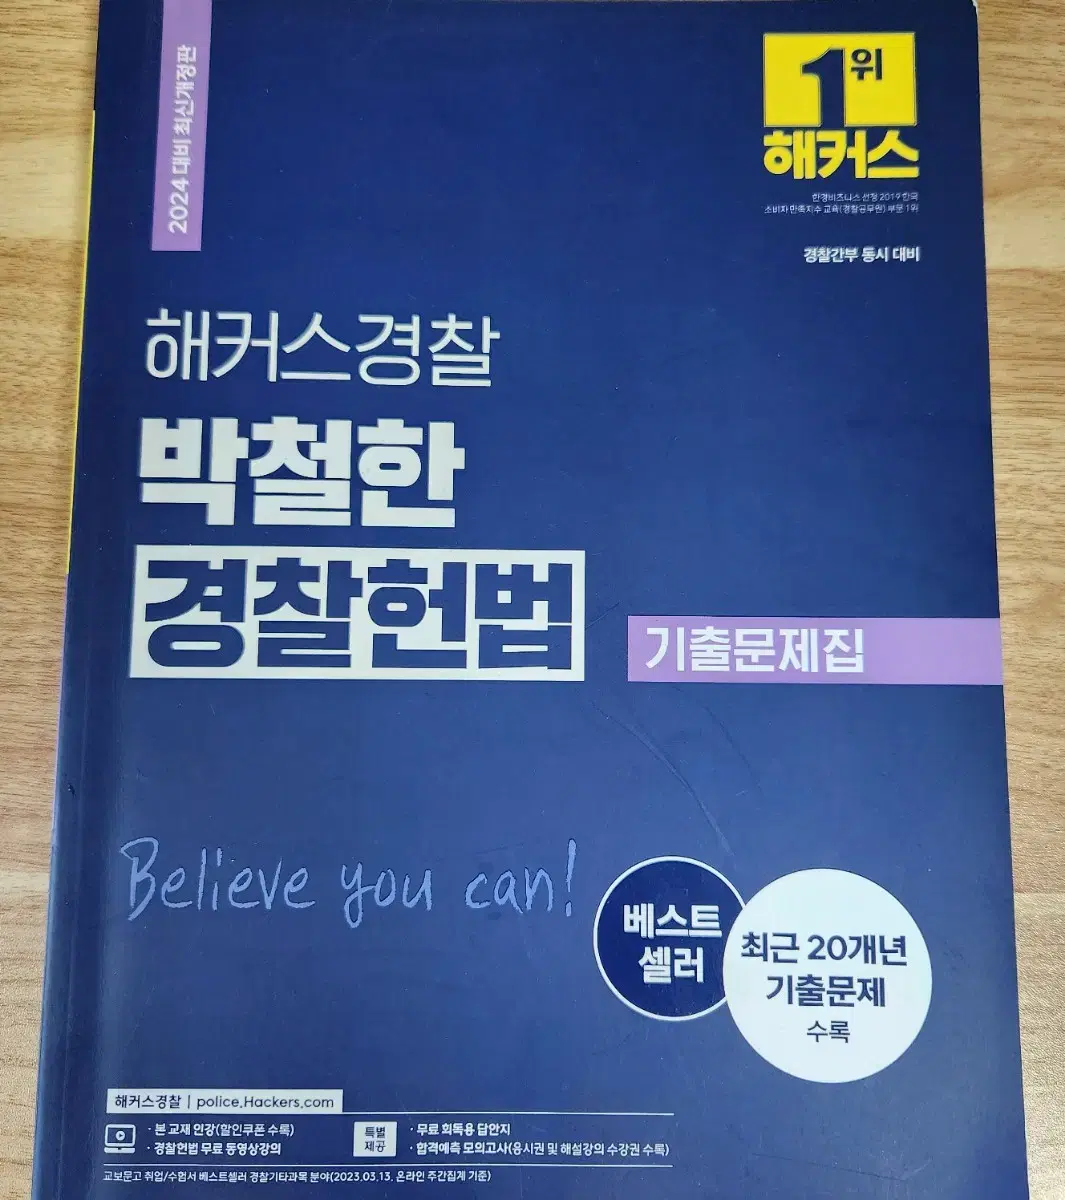 2024 대비 최신개정판
1위
해커스
한경비즈니스 선정 2019 한국
소비자 만족지수 교육(경찰공무원) 부문 1위
경찰간부 동시 대비
해커스경찰
박철한
경찰헌법
기출문제집
Believe you can!
베스트
셀러
최근 20개년
기출문제
수록
해커스경찰 | police.Hackers.com
· 본 교재 인강(할인쿠폰 수록)
· 경찰헌법 무료 동영상강의
특별
제공
· 무료 회독용 답안지
· 합격예측 모의고사(응시권 및 해설강의 수강권 수록)
교보문고 취업/수험서 베스트셀러 경찰기타과목 분야(2023.03.13. 온라인 주간집계 기준)